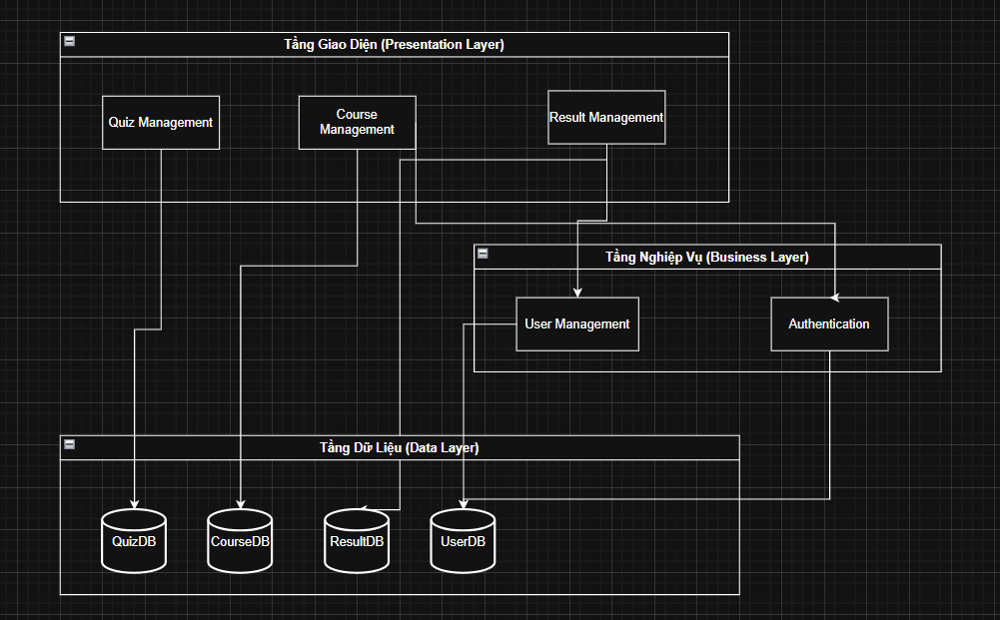 Tầng Giao Diện (Presentation Layer)
Quiz Management
Course
Management
Result Management
Tầng Nghiệp Vụ (Business Layer)
User Management
Authentication
Tầng Dữ Liệu (Data Layer)
QuizDB
CourseDB
ResultDB
UserDB